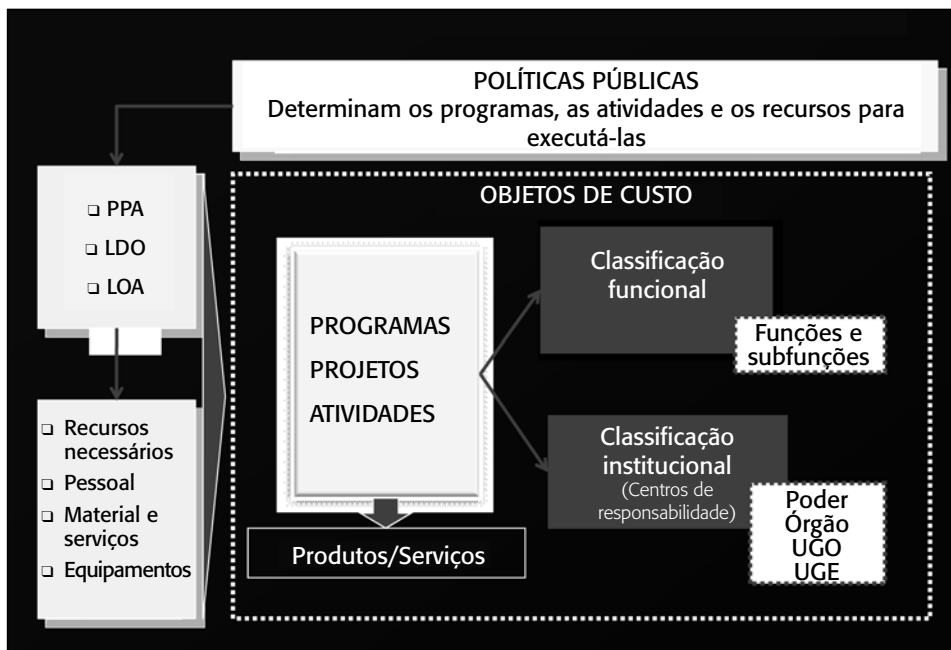 POLÍTICAS PÚBLICAS
Determinam os programas, as atividades e os recursos para
executá-las
❑ PPA
❑ LDO
❑ LOA
❑ Recursos
necessários
❑ Pessoal
❑ Material e
serviços
❑ Equipamentos
OBJETOS DE CUSTO
PROGRAMAS
PROJETOS
ATIVIDADES
Produtos/Serviços
Classificação
funcional
Funções e
subfunções
Classificação
institucional
(Centros de
responsabilidade)
Poder
Órgão
UGO
UGE